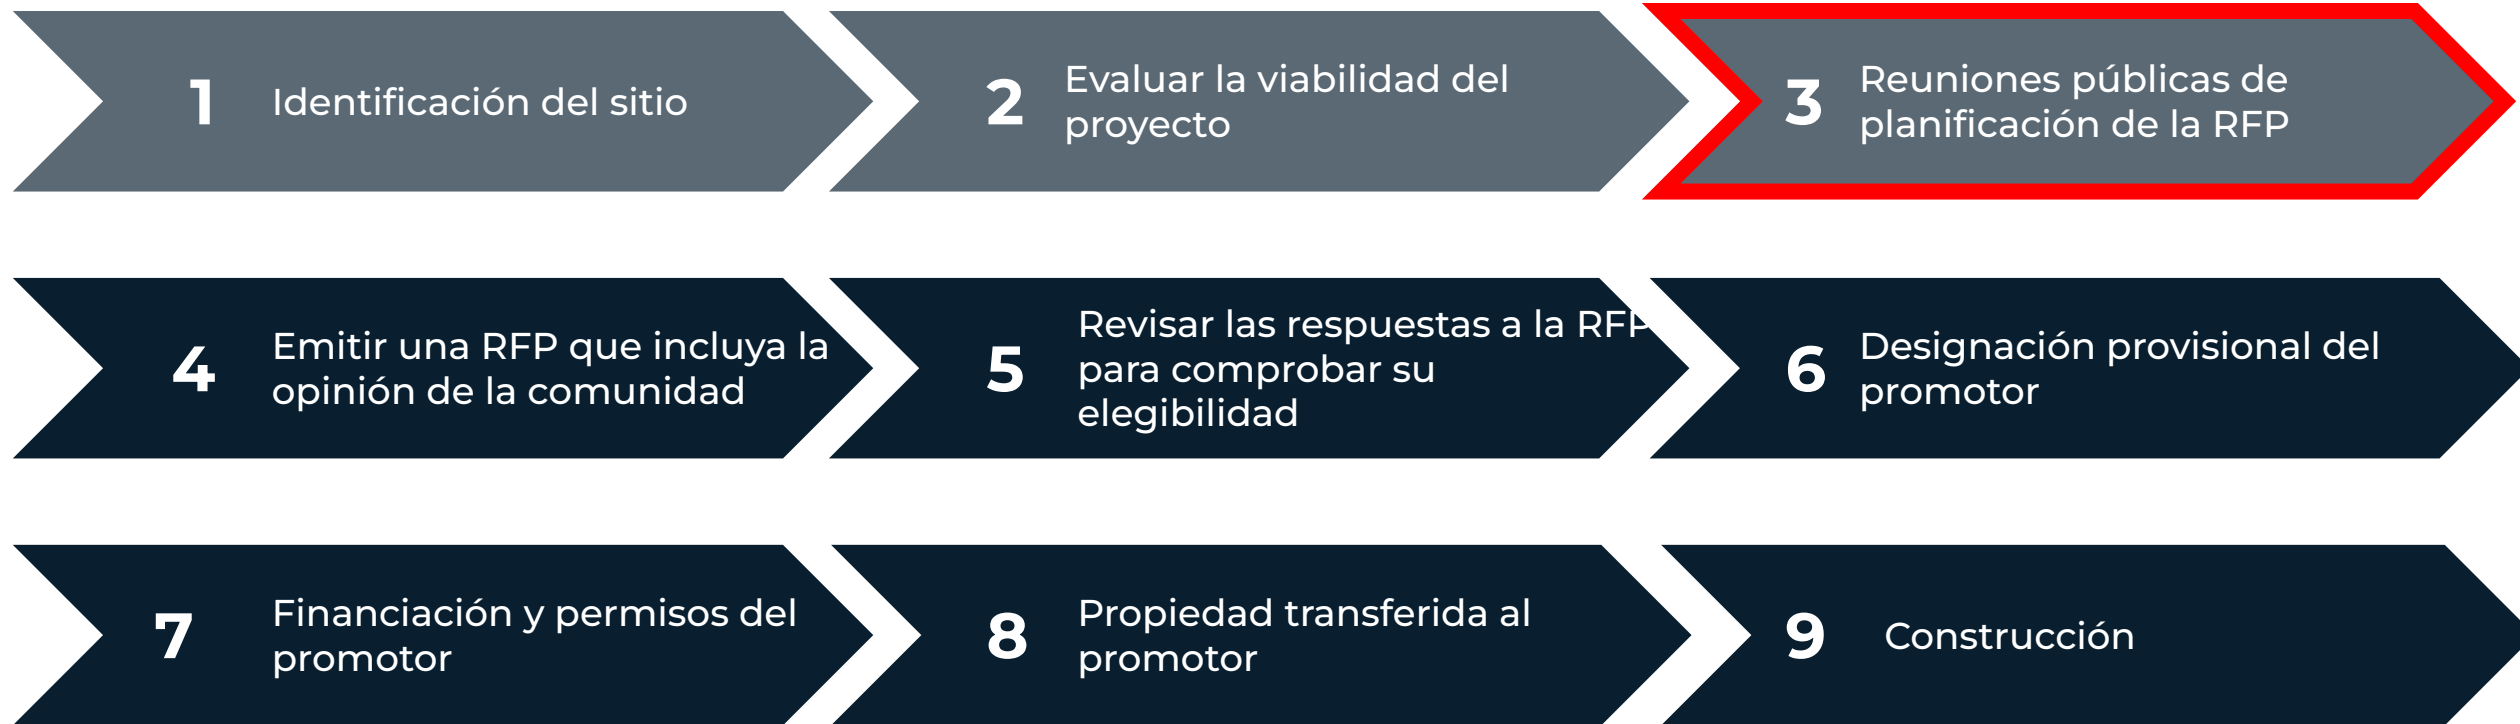 1
Identificación del sitio
2
Evaluar la viabilidad del
proyecto
3
Reuniones públicas de
planificación de la RFP
4
Emitir una RFP que incluya la
opinión de la comunidad
5
Revisar las respuestas a la RFP
para comprobar su
elegibilidad
6
Designación provisional del
promotor
7
Financiación y permisos del
promotor
8
Propiedad transferida al
promotor
9
Construcción